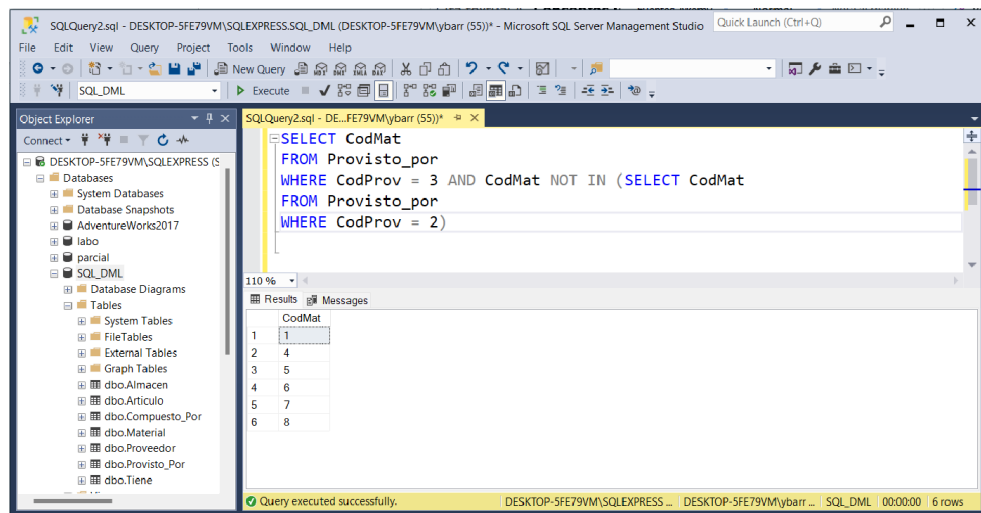 SQLQuery2.sql - DESKTOP-5FE79VM\SQLEXPRESS.SQL_DML (DESKTOP-5FE79VM\ybarr (55))* - Microsoft SQL Server Management Studio
Quick Launch (Ctrl+Q)
File Edit View Query Project Tools Window Help
New Query
SQL_DML
Execute
Object Explorer
Connect
DESKTOP-5FE79VM\SQLEXPRESS (S
Databases
System Databases
Database Snapshots
AdventureWorks2017
labo
parcial
SQL_DML
Database Diagrams
Tables
System Tables
FileTables
External Tables
Graph Tables
dbo.Almacen
dbo.Articulo
dbo.Compuesto_Por
dbo.Material
dbo.Proveedor
dbo.Provisto_Por
dbo.Tiene
SQLQuery2.sql - DE...FE79VM\ybarr (55))*
SELECT CodMat
FROM Provisto_por
WHERE CodProv = 3 AND CodMat NOT IN (SELECT CodMat
FROM Provisto_por
WHERE CodProv = 2)
110 %
Results Messages
CodMat
1 1
2 4
3 5
4 6
5 7
6 8
Query executed successfully.
DESKTOP-5FE79VM\SQLEXPRESS ... DESKTOP-5FE79VM\ybarr ... SQL_DML 00:00:00 6 rows